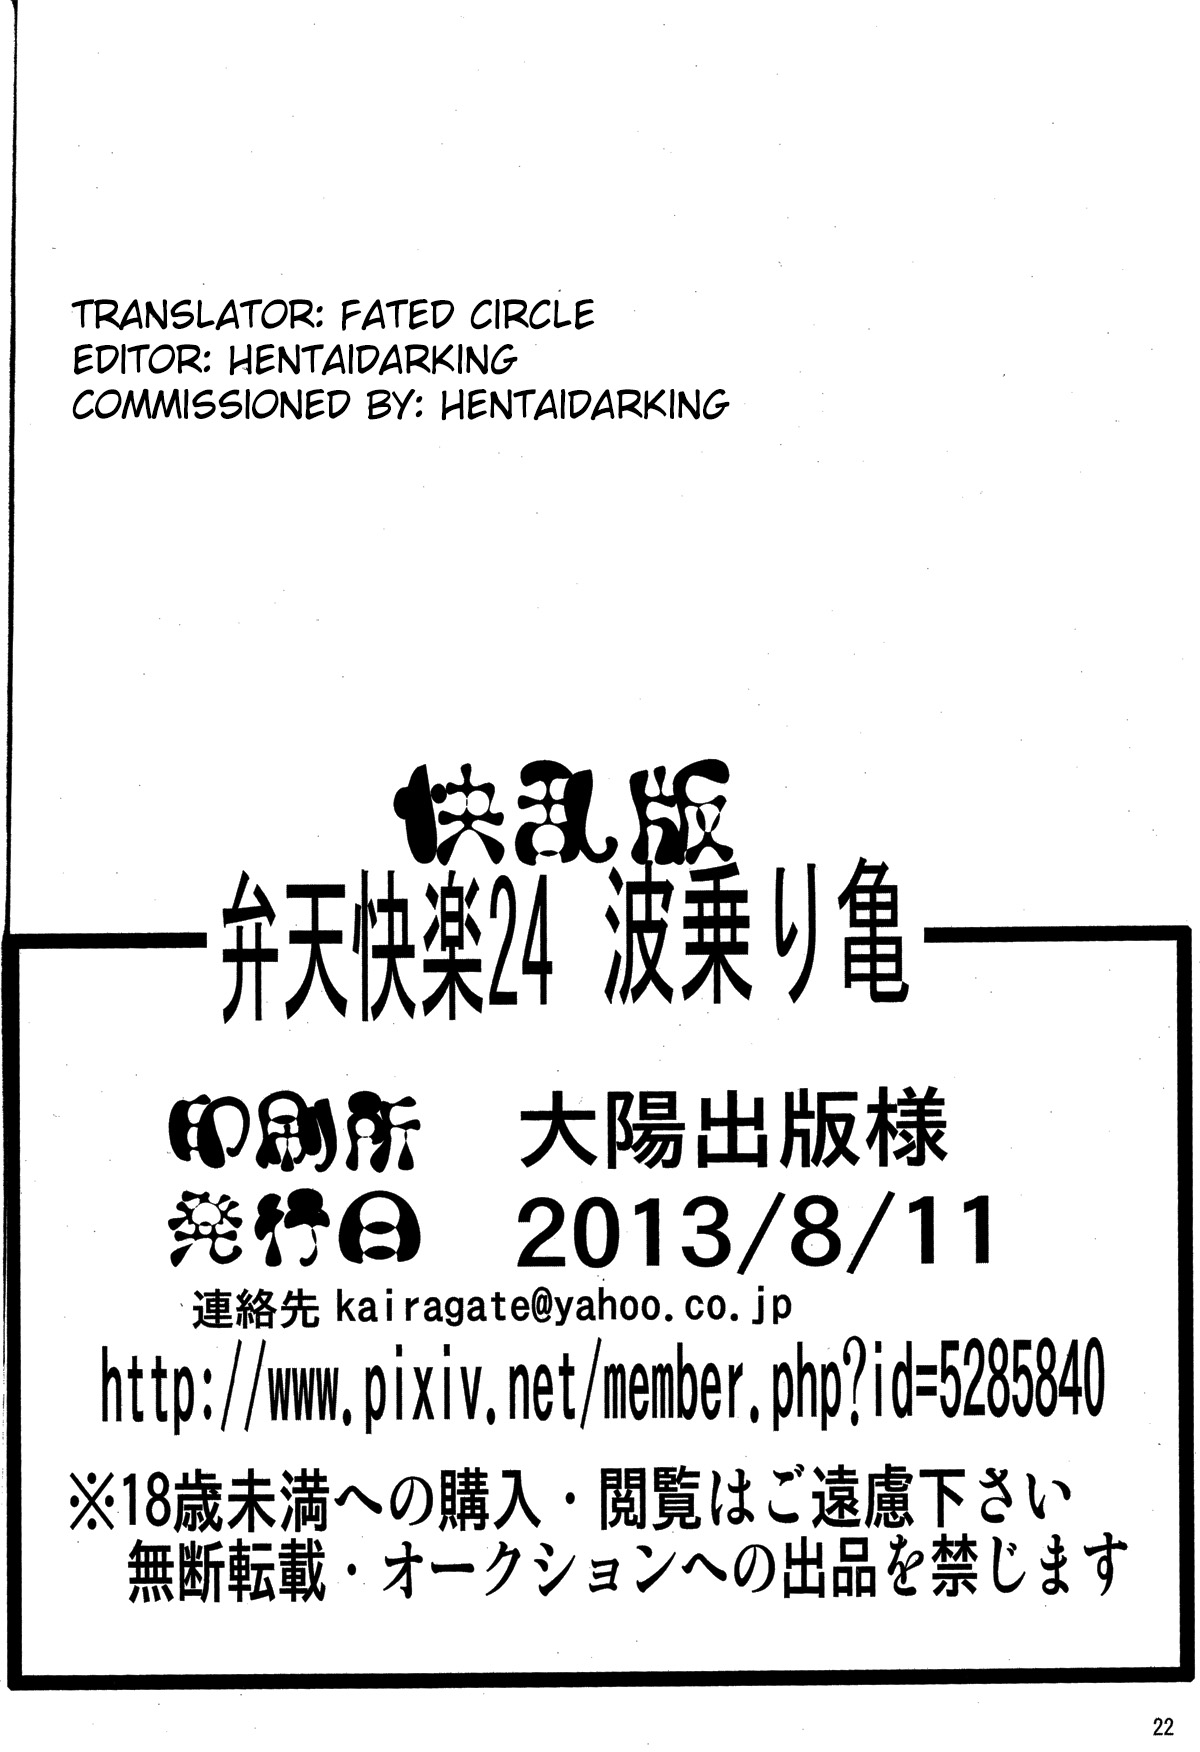 TRANSLATOR: FATED CIRCLE
EDITOR: HENTAIDARKING
COMMISSIONED BY: HENTAIDARKING
快乱版
弁天快楽24 波乗り亀
印刷所 大陽出版様
発行日 2013/8/11
連絡先 kairagate@yahoo.co.jp
http://www.pixiv.net/member.php?id=5285840
※18歳未満への購入・閲覧はご遠慮下さい
無断転載・オークションへの出品を禁じます
22